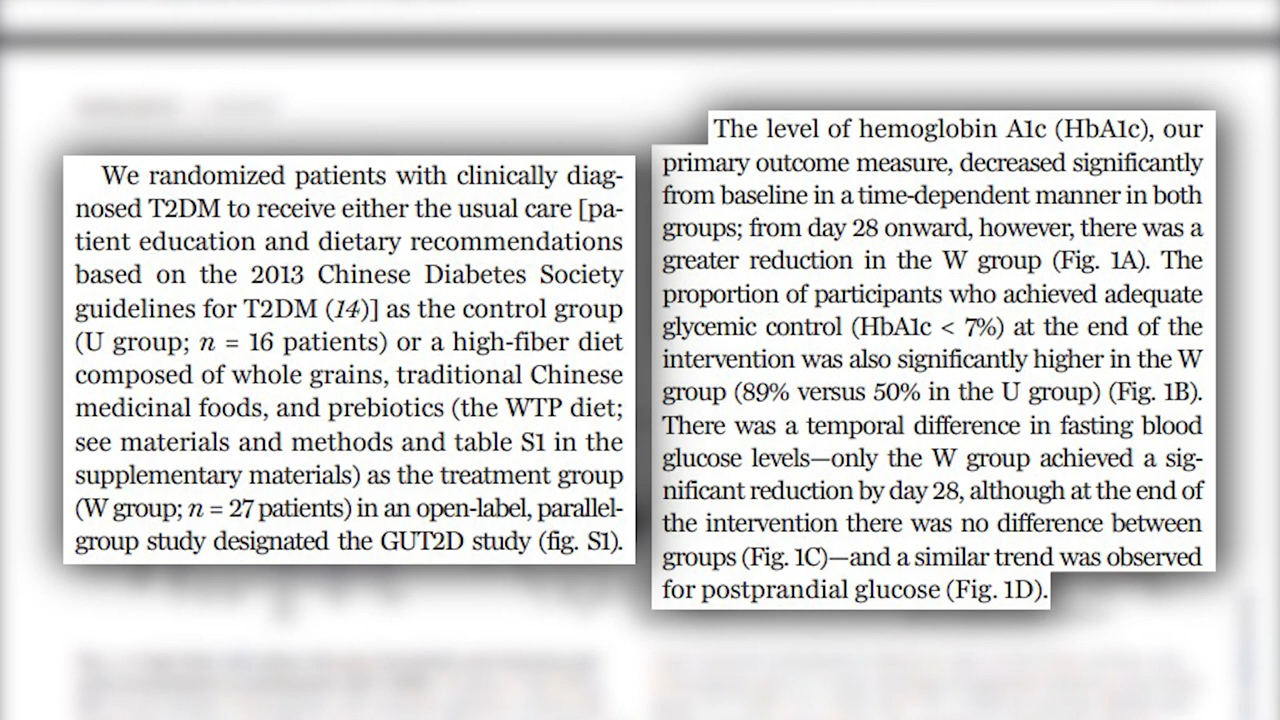 We randomized patients with clinically diag-
nosed T2DM to receive either the usual care [pa-
tient education and dietary recommendations
based on the 2013 Chinese Diabetes Society
guidelines for T2DM (14)] as the control group
(U group; n = 16 patients) or a high-fiber diet
composed of whole grains, traditional Chinese
medicinal foods, and prebiotics (the WTP diet;
see materials and methods and table S1 in the
supplementary materials) as the treatment group
(W group; n = 27 patients) in an open-label, parallel-
group study designated the GUT2D study (fig. S1).
The level of hemoglobin A1c (HbA1c), our
primary outcome measure, decreased significantly
from baseline in a time-dependent manner in both
groups; from day 28 onward, however, there was a
greater reduction in the W group (Fig. 1A). The
proportion of participants who achieved adequate
glycemic control (HbA1c < 7%) at the end of the
intervention was also significantly higher in the W
group (89% versus 50% in the U group) (Fig. 1B).
There was a temporal difference in fasting blood
glucose levels—only the W group achieved a sig-
nificant reduction by day 28, although at the end of
the intervention there was no difference between
groups (Fig. 1C)—and a similar trend was observed
for postprandial glucose (Fig. 1D).